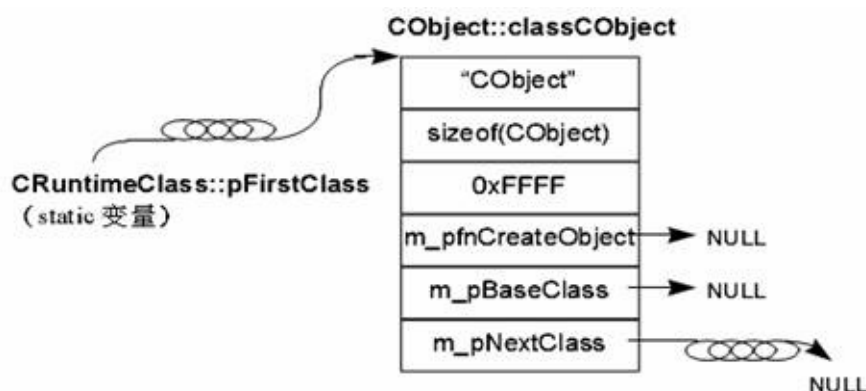 CObject::classCObject
“CObject”
sizeof(CObject)
CRuntimeClass::pFirstClass
（static 变量）
0xFFFF
m_pfnCreateObject
NULL
m_pBaseClass
NULL
m_pNextClass
NULL